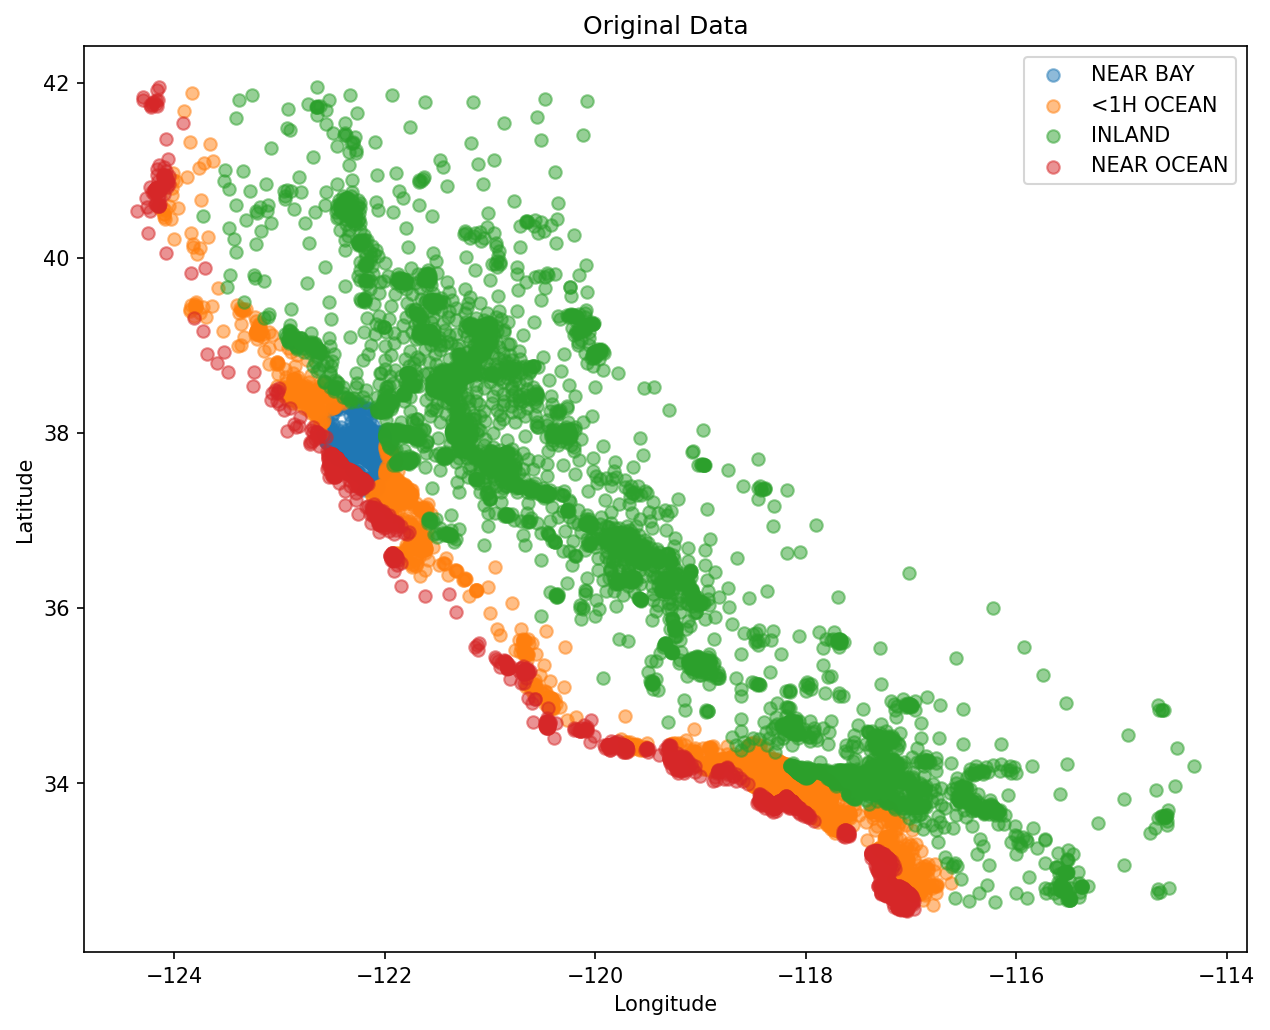 Original Data
NEAR BAY
<1H OCEAN
INLAND
NEAR OCEAN
42
40
38
36
34
Latitude
−124 −122 −120 −118 −116 −114
Longitude